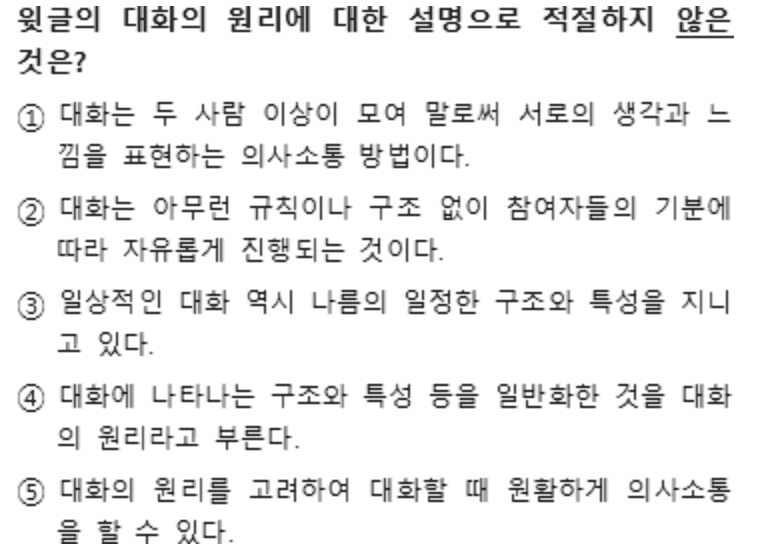 윗글의 대화의 원리에 대한 설명으로 적절하지 않은
것은?
① 대화는 두 사람 이상이 모여 말로써 서로의 생각과 느
낌을 표현하는 의사소통 방법이다.
② 대화는 아무런 규칙이나 구조 없이 참여자들의 기분에
따라 자유롭게 진행되는 것이다.
③ 일상적인 대화 역시 나름의 일정한 구조와 특성을 지니
고 있다.
④ 대화에 나타나는 구조와 특성 등을 일반화한 것을 대화
의 원리라고 부른다.
⑤ 대화의 원리를 고려하여 대화할 때 원활하게 의사소통
을 할 수 있다.